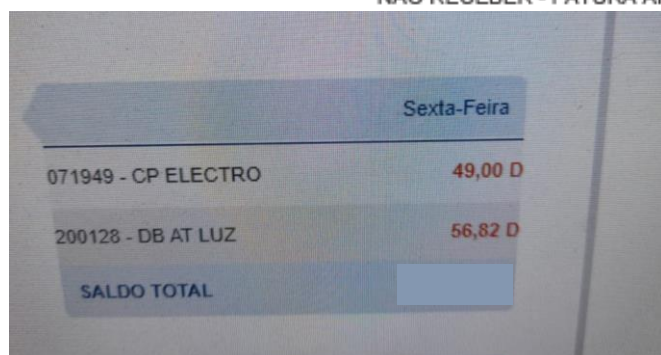 Sexta-Feira
071949 - CP ELECTRO 49,00 D
200128 - DB AT LUZ 56,82 D
SALDO TOTAL